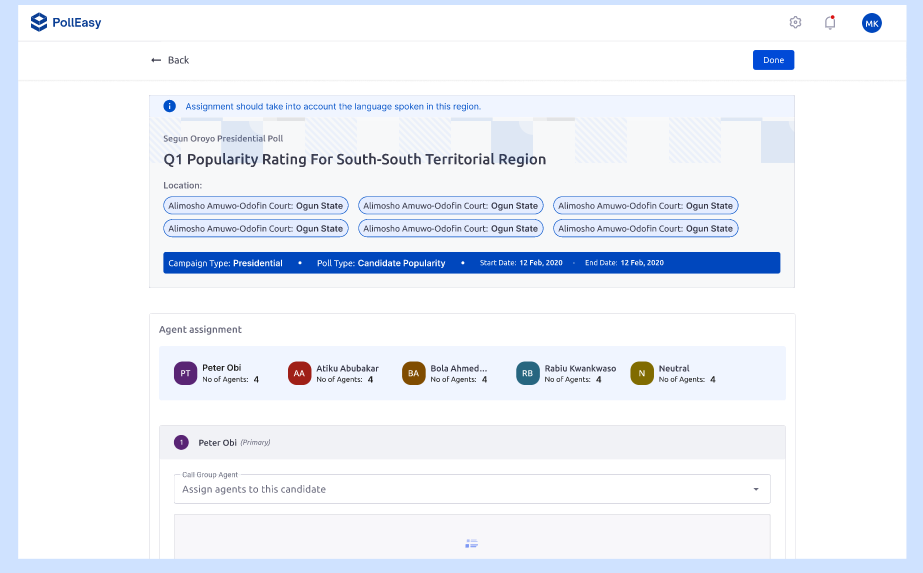 PollEasy
MK
← Back
Done
Assignment should take into account the language spoken in this region.
Segun Oroyo Presidential Poll
Q1 Popularity Rating For South-South Territorial Region
Location:
Alimosho Amuwo-Odofin Court: Ogun State Alimosho Amuwo-Odofin Court: Ogun State Alimosho Amuwo-Odofin Court: Ogun State
Alimosho Amuwo-Odofin Court: Ogun State Alimosho Amuwo-Odofin Court: Ogun State Alimosho Amuwo-Odofin Court: Ogun State
Campaign Type: Presidential • Poll Type: Candidate Popularity • Start Date: 12 Feb, 2020 - End Date: 12 Feb, 2020
Agent assignment
PT Peter Obi
No of Agents: 4
AA Atiku Abubakar
No of Agents: 4
BA Bola Ahmed...
No of Agents: 4
RB Rabiu Kwankwaso
No of Agents: 4
N Neutral
No of Agents: 4
1 Peter Obi (Primary)
Call Group Agent
Assign agents to this candidate